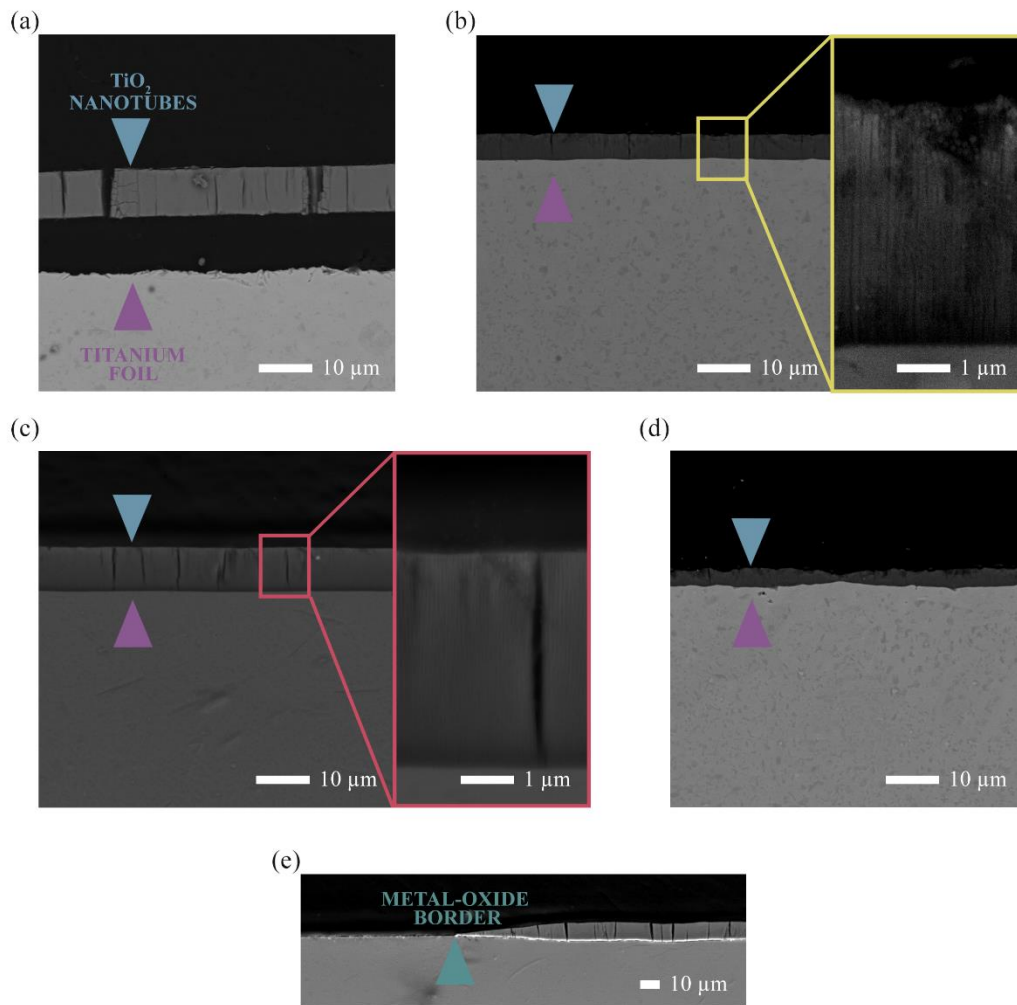 (a)
TiO₂
NANOTUBES
TITANIUM
FOIL
10 µm
(b)
10 µm
1 µm
(c)
10 µm
1 µm
(d)
10 µm
(e)
METAL-OXIDE
BORDER
10 µm